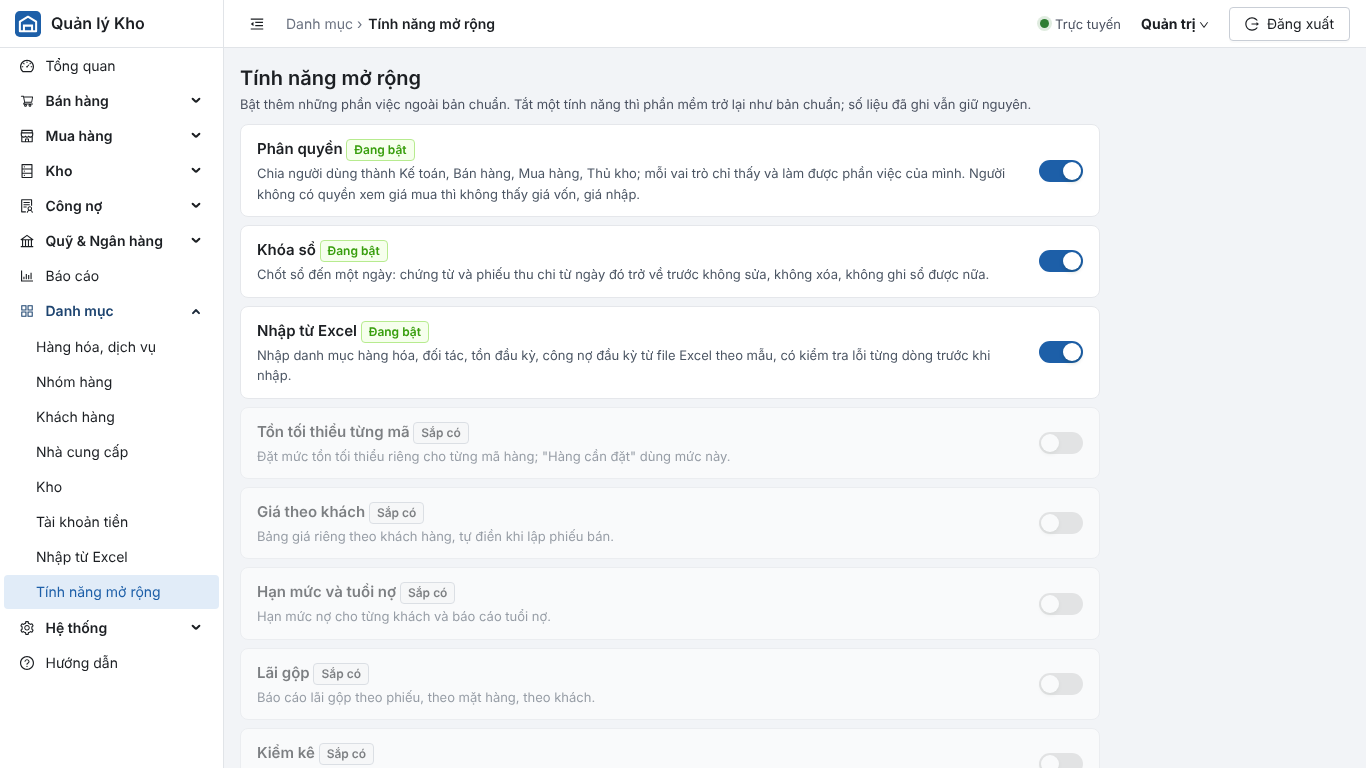 Quản lý Kho
Danh mục › Tính năng mở rộng
Trực tuyến
Quản trị
Đăng xuất
Tổng quan
Bán hàng
Mua hàng
Kho
Công nợ
Quỹ & Ngân hàng
Báo cáo
Danh mục
Hàng hóa, dịch vụ
Nhóm hàng
Khách hàng
Nhà cung cấp
Kho
Tài khoản tiền
Nhập từ Excel
Tính năng mở rộng
Hệ thống
Hướng dẫn
Tính năng mở rộng
Bật thêm những phần việc ngoài bản chuẩn. Tắt một tính năng thì phần mềm trở lại như bản chuẩn; số liệu đã ghi vẫn giữ nguyên.
Phân quyền Đang bật
Chia người dùng thành Kế toán, Bán hàng, Mua hàng, Thủ kho; mỗi vai trò chỉ thấy và làm được phần việc của mình. Người
không có quyền xem giá mua thì không thấy giá vốn, giá nhập.
Khóa sổ Đang bật
Chốt sổ đến một ngày: chứng từ và phiếu thu chi từ ngày đó trở về trước không sửa, không xóa, không ghi sổ được nữa.
Nhập từ Excel Đang bật
Nhập danh mục hàng hóa, đối tác, tồn đầu kỳ, công nợ đầu kỳ từ file Excel theo mẫu, có kiểm tra lỗi từng dòng trước khi
nhập.
Tồn tối thiểu từng mã Sắp có
Đặt mức tồn tối thiểu riêng cho từng mã hàng; "Hàng cần đặt" dùng mức này.
Giá theo khách Sắp có
Bảng giá riêng theo khách hàng, tự điền khi lập phiếu bán.
Hạn mức và tuổi nợ Sắp có
Hạn mức nợ cho từng khách và báo cáo tuổi nợ.
Lãi gộp Sắp có
Báo cáo lãi gộp theo phiếu, theo mặt hàng, theo khách.
Kiểm kê Sắp có